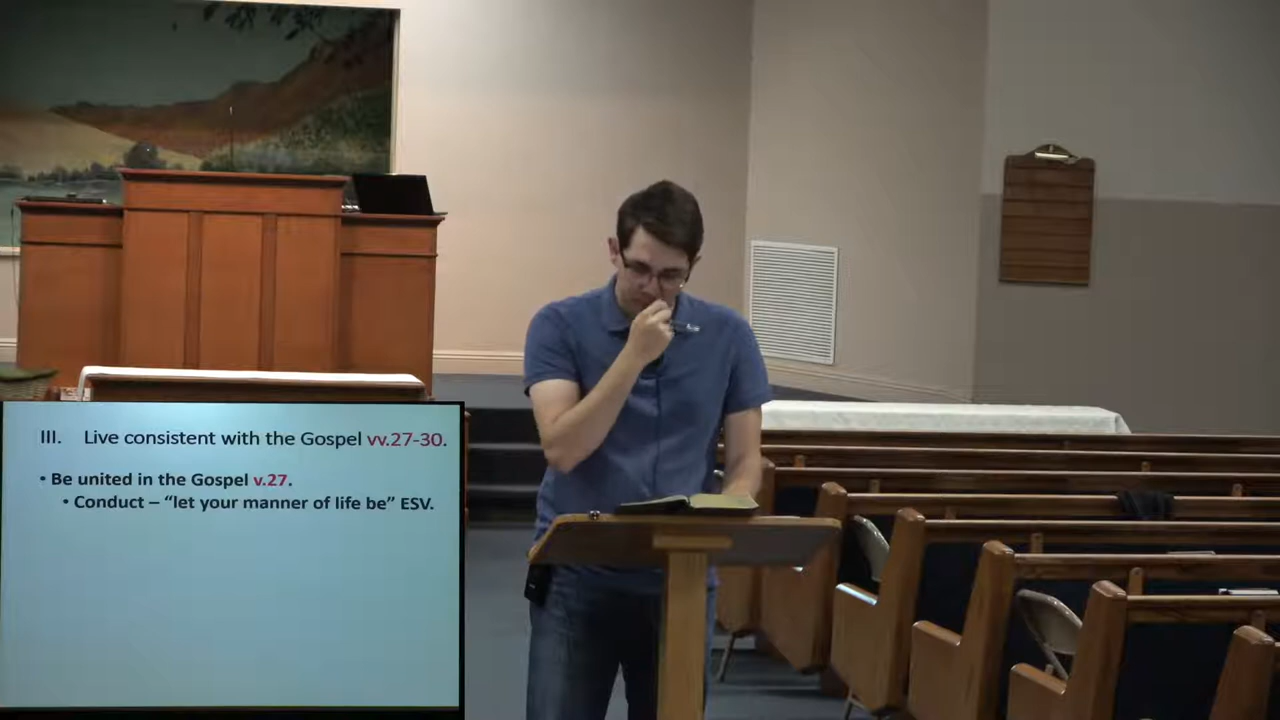 III. Live consistent with the Gospel vv.27-30.
• Be united in the Gospel v.27.
• Conduct – “let your manner of life be” ESV.